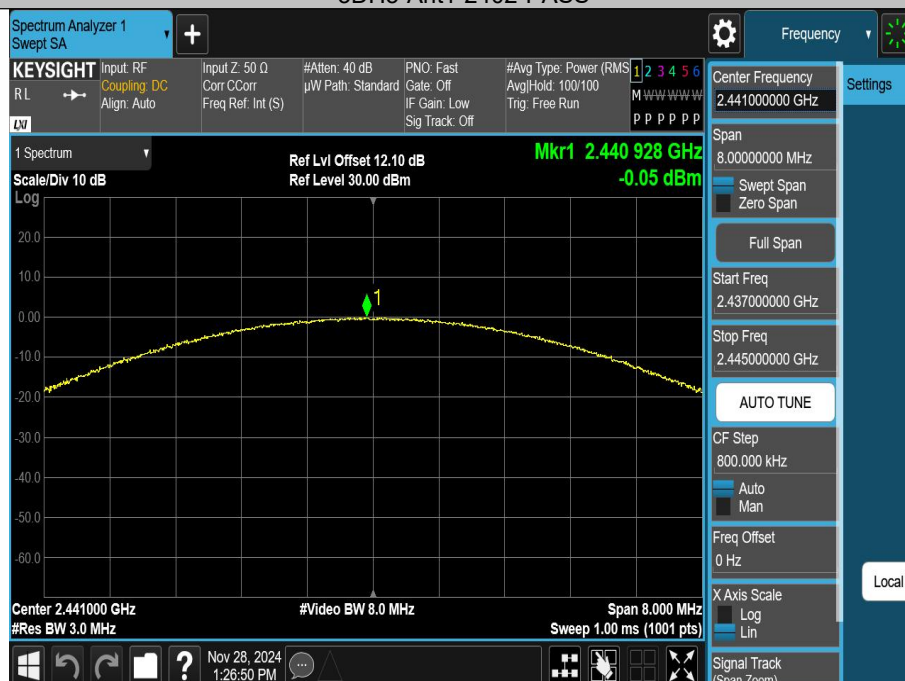 Spectrum Analyzer 1
Swept SA
+
Frequency
KEYSIGHT
RL
LXI
Input: RF
Coupling: DC
Align: Auto
Input Z: 50 Ω
Corr CCorr
Freq Ref: Int (S)
#Atten: 40 dB
µW Path: Standard
PNO: Fast
Gate: Off
IF Gain: Low
Sig Track: Off
#Avg Type: Power (RMS
Avg|Hold: 100/100
Trig: Free Run
1 2 3 4 5 6
M W W W W W
P P P P P P
1 Spectrum
Scale/Div 10 dB
Log
Ref Lvl Offset 12.10 dB
Ref Level 30.00 dBm
Mkr1 2.440 928 GHz
-0.05 dBm
1
20.0
10.0
0.00
-10.0
-20.0
-30.0
-40.0
-50.0
-60.0
Center 2.441000 GHz
#Res BW 3.0 MHz
#Video BW 8.0 MHz
Span 8.000 MHz
Sweep 1.00 ms (1001 pts)
Nov 28, 2024
1:26:50 PM
Center Frequency
2.441000000 GHz
Settings
Span
8.00000000 MHz
Swept Span
Zero Span
Full Span
Start Freq
2.437000000 GHz
Stop Freq
2.445000000 GHz
AUTO TUNE
CF Step
800.000 kHz
Auto
Man
Freq Offset
0 Hz
Local
X Axis Scale
Log
Lin
Signal Track
(Span Zoom)